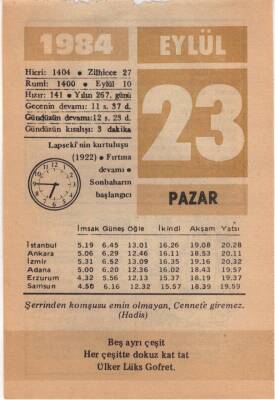 1984
EYLÜL
Hicri: 1404 • Zilhicce 27
Rumî: 1400 • Eylül 10
Hızır: 141 • Yılın 267. günü
Gecenin devamı: 11 s. 37 d.
Gündüzün devamı: 12 s. 23 d.
Gündüzün kısalışı: 3 dakika
Lapseki'nin kurtuluşu
(1922) • Fırtına
devamı •
Sonbaharın
başlangıcı
23
PAZAR
İmsak Güneş Öğle İkindi Akşam Yatsı
İstanbul 5.19 6.45 13.01 16.26 19.08 20.28
Ankara 5.06 6.29 12.46 16.11 18.53 20.11
İzmir 5.31 6.52 13.09 16.35 19.16 20.32
Adana 5.00 6.20 12.36 16.02 18.43 19.57
Erzurum 4.32 5.56 12.13 15.37 18.19 19.37
Samsun 4.50 6.16 12.32 15.57 18.39 19.59
Şerrinden komşusu emin olmayan, Cennet'e giremez.
(Hadis)
Beş ayrı çeşit
Her çeşitte dokuz kat tat
Ülker Lüks Gofret.